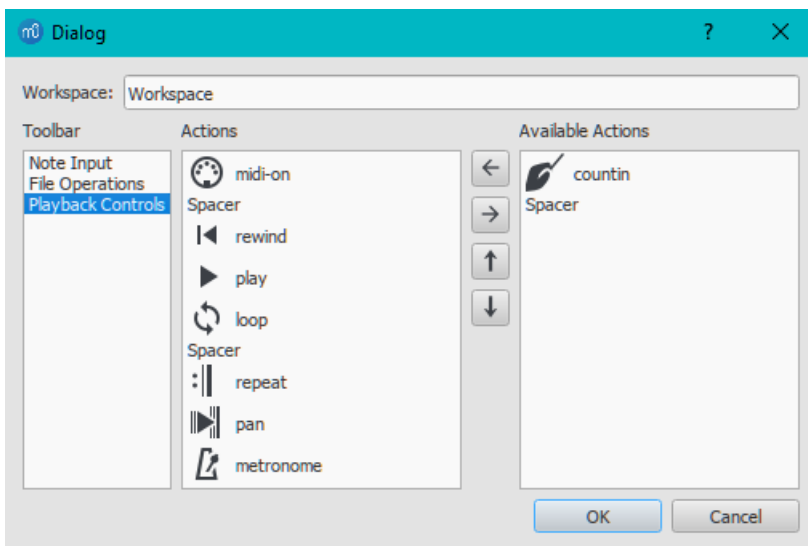 Dialog
Workspace: Workspace
Toolbar
Note Input
File Operations
Playback Controls
Actions
midi-on
Spacer
rewind
play
loop
Spacer
repeat
pan
metronome
Available Actions
countin
Spacer
OK
Cancel